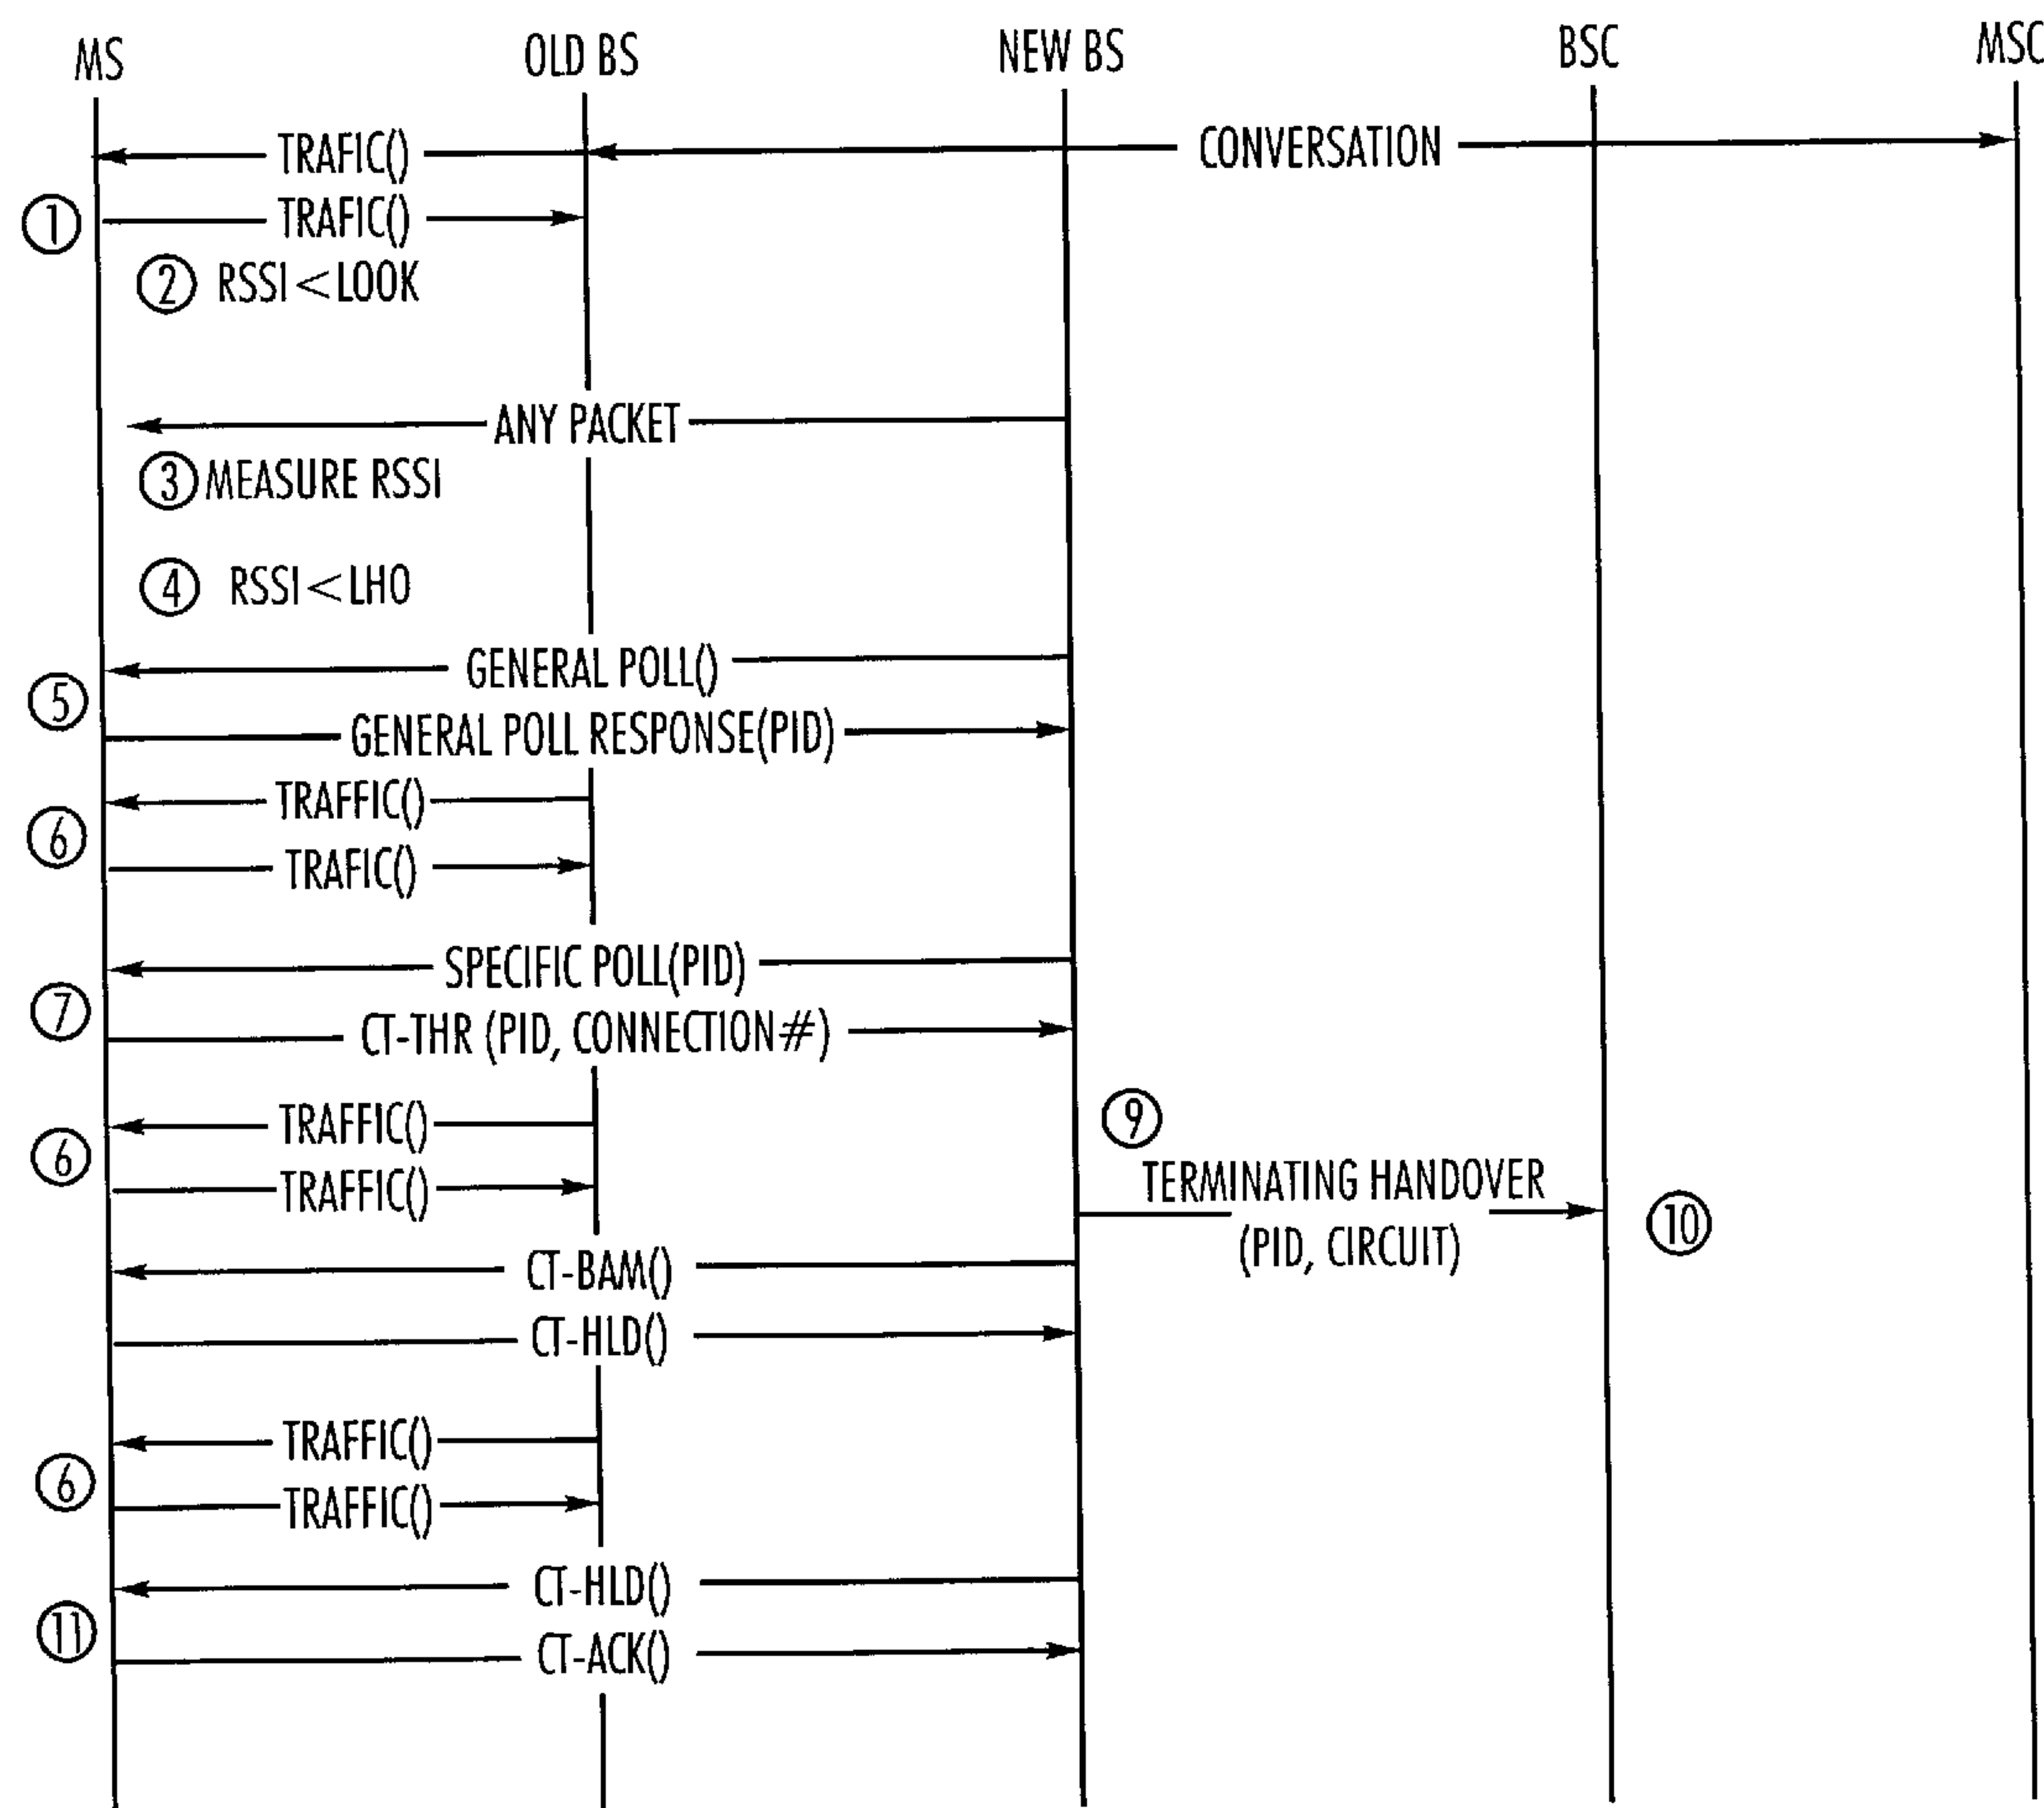 MS OLD BS NEW BS BSC MSC
TRAFIC() CONVERSATION
1 TRAFIC()
2 RSSI<LOOK
ANY PACKET
3 MEASURE RSSI
4 RSSI<LHO
GENERAL POLL()
5
GENERAL POLL RESPONSE(PID)
TRAFFIC()
6
TRAFIC()
SPECIFIC POLL(PID)
7
CT-THR (PID, CONNECTION#)
TRAFFIC() 9
6
TRAFFIC() TERMINATING HANDOVER
(PID, CIRCUIT) 10
CT-BAM()
CT-HLD()
TRAFFIC()
6
TRAFFIC()
CT-HLD()
11
CT-ACK()